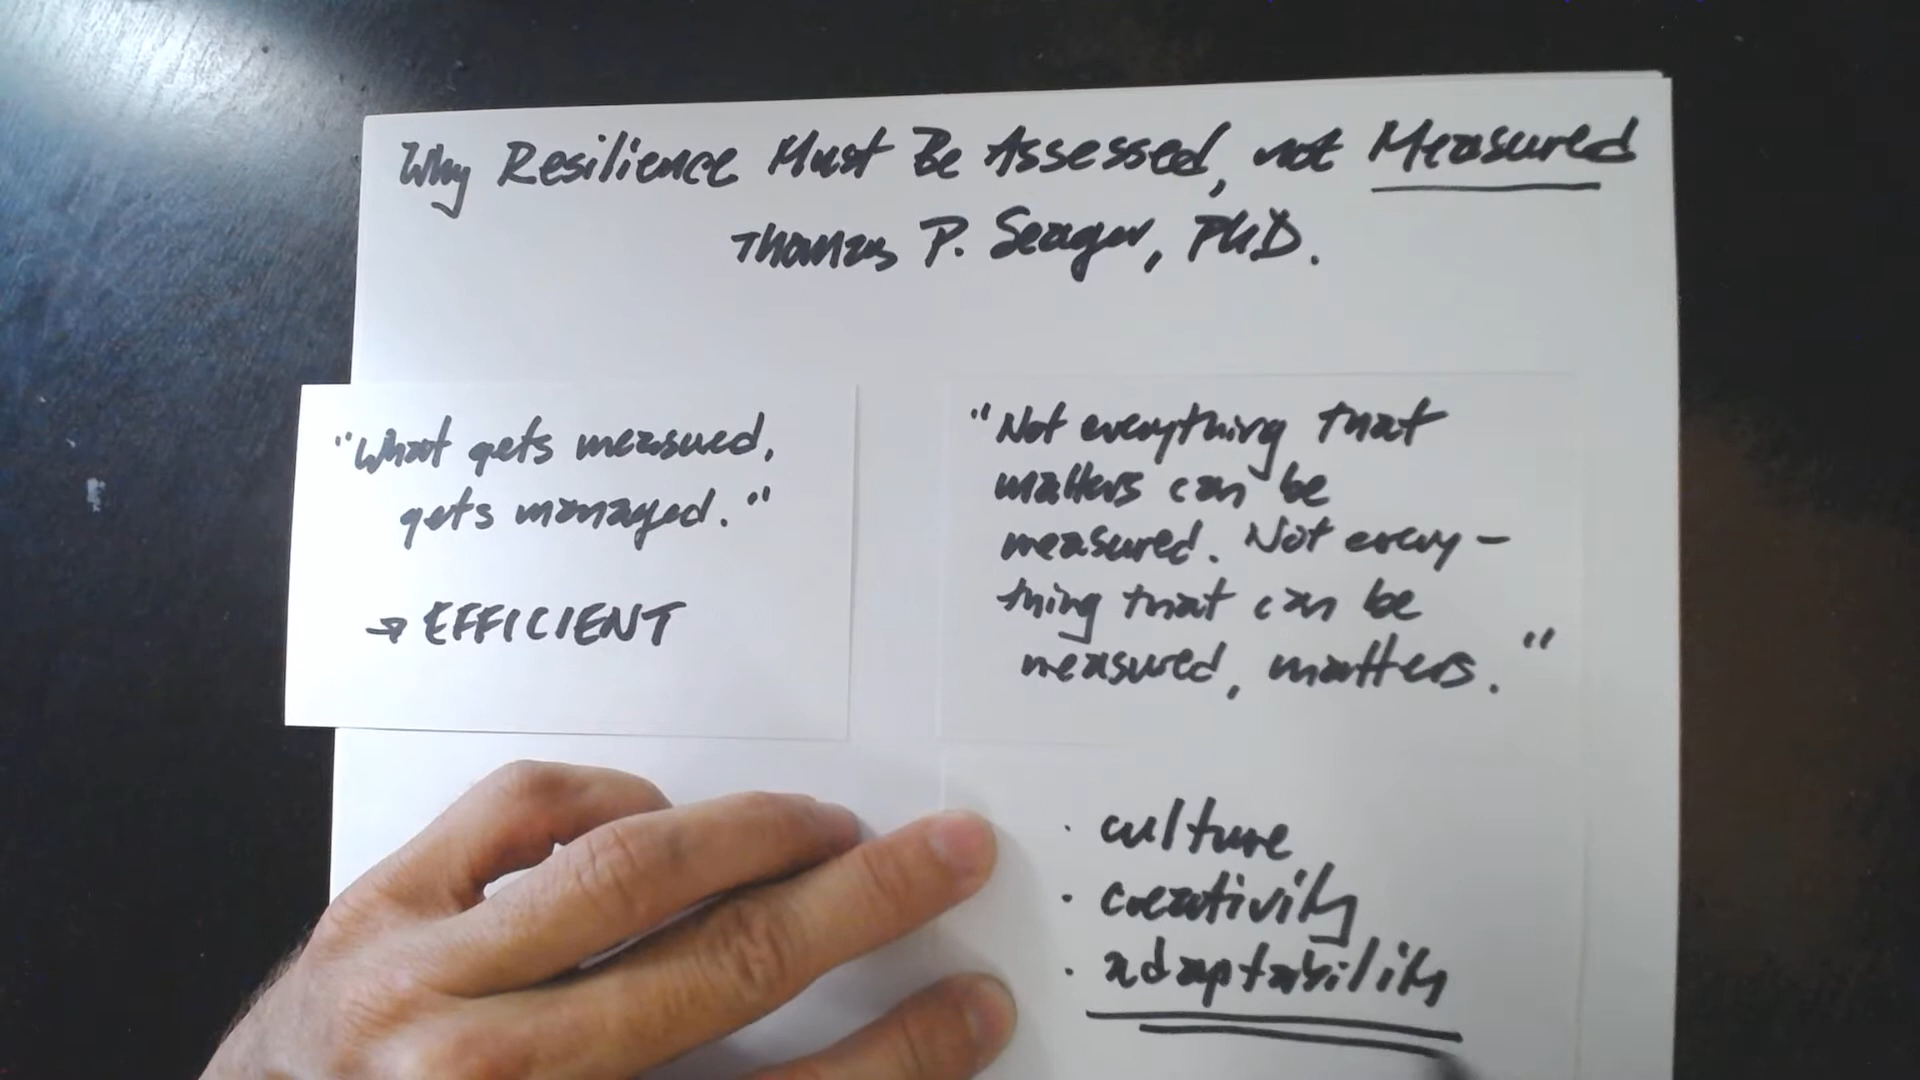 Why Resilience Must Be Assessed, not Measured
Thomas P. Seager, PhD.
"What gets measured,
gets managed."
→ EFFICIENT
"Not everything that
matters can be
measured. Not every-
thing that can be
measured, matters."
· culture
· creativity
· adaptability